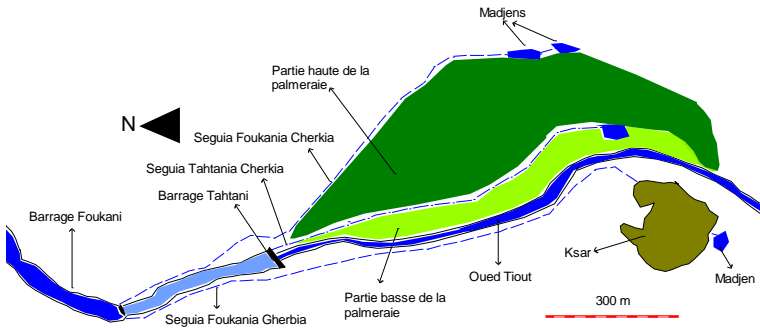 Madjens
Partie haute de la
palmeraie
N
Seguia Foukania Cherkia
Seguia Tahtania Cherkia
Barrage Tahtani
Barrage Foukani
Ksar
Oued Tiout
Madjen
Partie basse de la
palmeraie
300 m
Seguia Foukania Gherbia